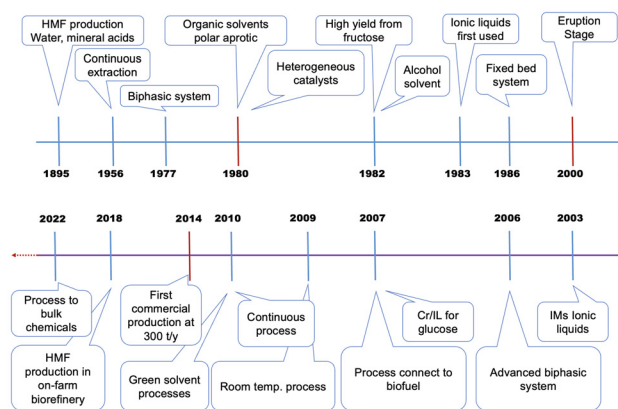 HMF production
Water, mineral acids
Continuous
extraction
Biphasic system
Organic solvents
polar aprotic
Heterogeneous
catalysts
High yield from
fructose
Alcohol
solvent
Ionic liquids
first used
Fixed bed
system
Eruption
Stage
1895
1956
1977
1980
1982
1983
1986
2000
2022
2018
2014
2010
2009
2007
2006
2003
Process to
bulk
chemicals
HMF
production in
on-farm
biorefinery
First
commercial
production at
300 t/y
Green solvent
processes
Continuous
process
Room temp. process
Process connect to
biofuel
Cr/IL for
glucose
Advanced biphasic
system
IMs Ionic
liquids